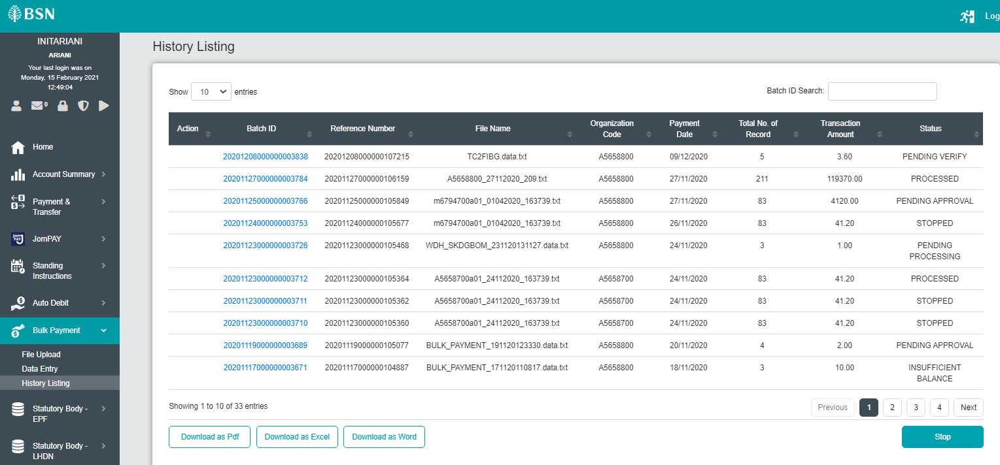 BSN
Log
INITARIANI
ARIANI
Your last login was on
Monday, 15 February 2021
12:49:04
0
Home
Account Summary
Payment &
Transfer
Jom
PAY
JomPAY
Standing
Instructions
Auto Debit
Bulk Payment
File Upload
Data Entry
History Listing
Statutory Body -
EPF
Statutory Body -
LHDN
History Listing
Show 10 entries
Batch ID Search:
Action Batch ID Reference Number File Name Organization Code Payment Date Total No. of Record Transaction Amount Status
20201208000000003838 20201208000000107215 TC2FIBG.data.txt A5658800 09/12/2020 5 3.60 PENDING VERIFY
20201127000000003784 20201127000000106159 A5658800_27112020_209.txt A5658800 27/11/2020 211 119370.00 PROCESSED
20201125000000003766 20201125000000105849 m6794700a01_01042020_163739.txt A5658800 27/11/2020 83 4120.00 PENDING APPROVAL
20201124000000003753 20201124000000105677 m6794700a01_01042020_163739.txt A5658800 26/11/2020 83 41.20 STOPPED
20201123000000003726 20201123000000105468 WDH_SKDGBOM_231120131127.data.txt A5658800 24/11/2020 3 1.00 PENDING
PROCESSING
20201123000000003712 20201123000000105364 A5658700a01_24112020_163739.txt A5658700 24/11/2020 83 41.20 PROCESSED
20201123000000003711 20201123000000105362 A5658700a01_24112020_163739.txt A5658700 24/11/2020 83 41.20 STOPPED
20201123000000003710 20201123000000105360 A5658700a01_24112020_163739.txt A5658700 24/11/2020 83 41.20 STOPPED
20201119000000003689 20201119000000105077 BULK_PAYMENT_191120123330.data.txt A5658800 20/11/2020 4 2.00 PENDING APPROVAL
20201117000000003671 20201117000000104887 BULK_PAYMENT_171120110817.data.txt A5658800 18/11/2020 3 10.00 INSUFFICIENT
BALANCE
Showing 1 to 10 of 33 entries
Previous 1 2 3 4 Next
Download as Pdf Download as Excel Download as Word Stop